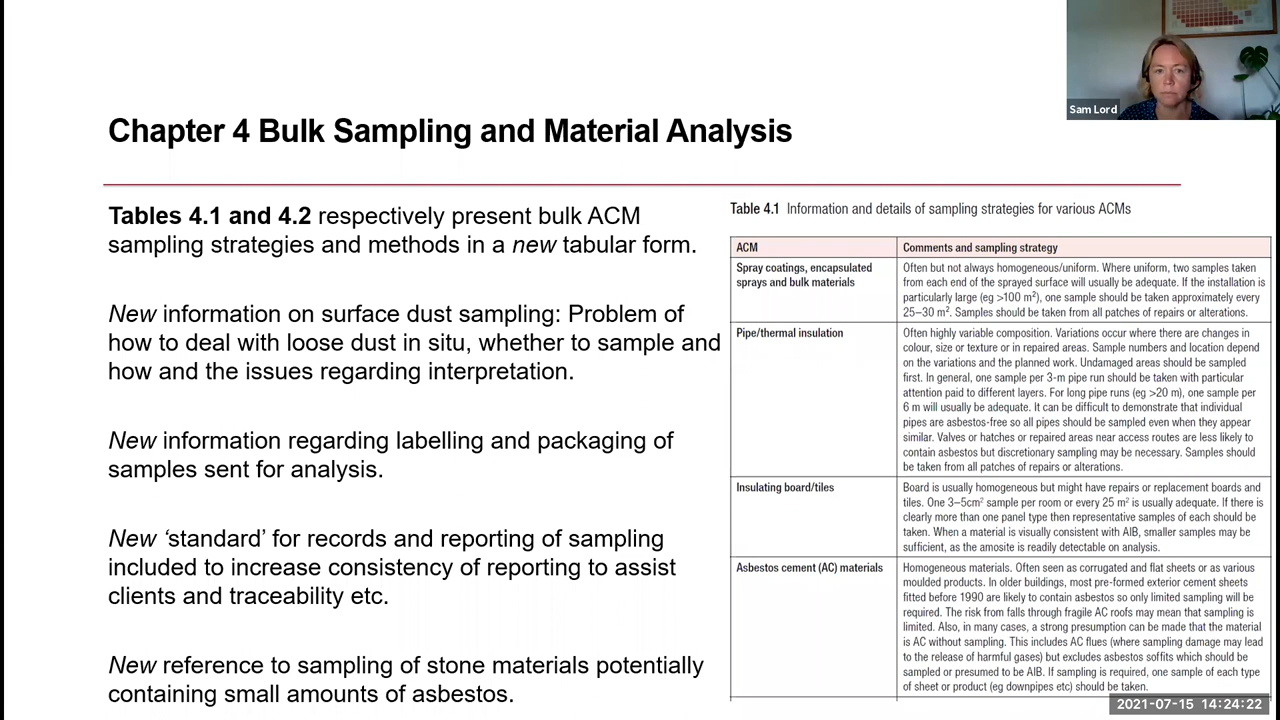 Sam Lord
Chapter 4 Bulk Sampling and Material Analysis
Tables 4.1 and 4.2 respectively present bulk ACM
sampling strategies and methods in a new tabular form.
New information on surface dust sampling: Problem of
how to deal with loose dust in situ, whether to sample and
how and the issues regarding interpretation.
New information regarding labelling and packaging of
samples sent for analysis.
New ‘standard’ for records and reporting of sampling
included to increase consistency of reporting to assist
clients and traceability etc.
New reference to sampling of stone materials potentially
containing small amounts of asbestos.
Table 4.1 Information and details of sampling strategies for various ACMs
ACM
Comments and sampling strategy
Spray coatings, encapsulated
sprays and bulk materials
Often but not always homogeneous/uniform. Where uniform, two samples taken
from each end of the sprayed surface will usually be adequate. If the installation is
particularly large (eg >100 m²), one sample should be taken approximately every
25–30 m². Samples should be taken from all patches of repairs or alterations.
Pipe/thermal insulation
Often highly variable composition. Variations occur where there are changes in
colour, size or texture or in repaired areas. Sample numbers and location depend
on the variations and the planned work. Undamaged areas should be sampled
first. In general, one sample per 3-m pipe run should be taken with particular
attention paid to different layers. For long pipe runs (eg >20 m), one sample per
6 m will usually be adequate. It can be difficult to demonstrate that individual
pipes are asbestos-free so all pipes should be sampled even when they appear
similar. Valves or hatches or repaired areas near access routes are less likely to
contain asbestos but discretionary sampling may be necessary. Samples should
be taken from all patches of repairs or alterations.
Insulating board/tiles
Board is usually homogeneous but might have repairs or replacement boards and
tiles. One 3–5cm² sample per room or every 25 m² is usually adequate. If there is
clearly more than one panel type then representative samples of each should be
taken. When a material is visually consistent with AIB, smaller samples may be
sufficient, as the amosite is readily detectable on analysis.
Asbestos cement (AC) materials
Homogeneous materials. Often seen as corrugated and flat sheets or as various
moulded products. In older buildings, most pre-formed exterior cement sheets
fitted before 1990 are likely to contain asbestos so only limited sampling will be
required. The risk from falls through fragile AC roofs may mean that sampling is
limited. Also, in many cases, a strong presumption can be made that the material
is AC without sampling. This includes AC flues (where sampling damage may lead
to the release of harmful gases) but excludes asbestos soffits which should be
sampled or presumed to be AIB. If sampling is required, one sample of each type
of sheet or product (eg downpipes etc) should be taken.
2021-07-15 14:24:22